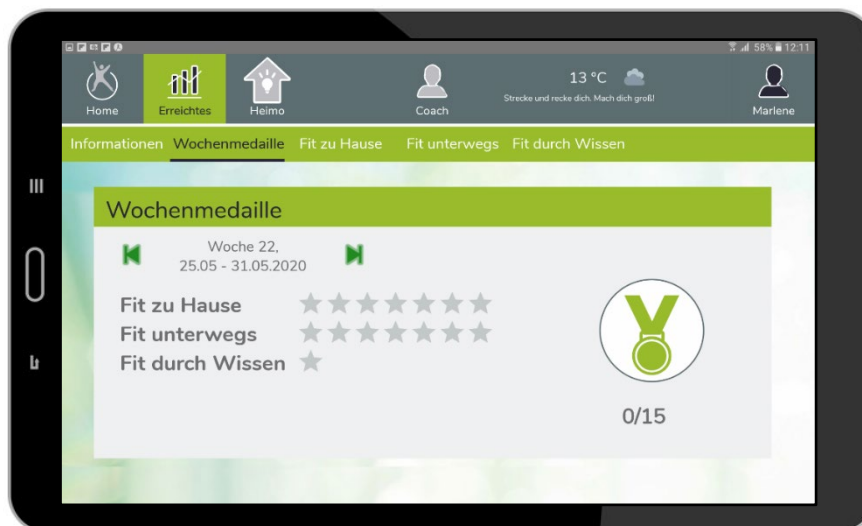 58% 12:11
Home
Erreichtes
Heimo
Coach
13 °C
Strecke und recke dich. Mach dich groß!
Marlene
Informationen Wochenmedaille Fit zu Hause Fit unterwegs Fit durch Wissen
Wochenmedaille
Woche 22,
25.05 - 31.05.2020
Fit zu Hause
Fit unterwegs
Fit durch Wissen
0/15